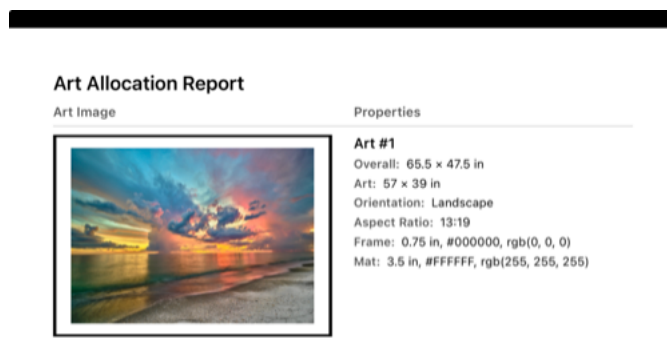 Art Allocation Report
Art Image
Properties
Art #1
Overall: 65.5 × 47.5 in
Art: 57 × 39 in
Orientation: Landscape
Aspect Ratio: 13:19
Frame: 0.75 in, #000000, rgb(0, 0, 0)
Mat: 3.5 in, #FFFFFF, rgb(255, 255, 255)